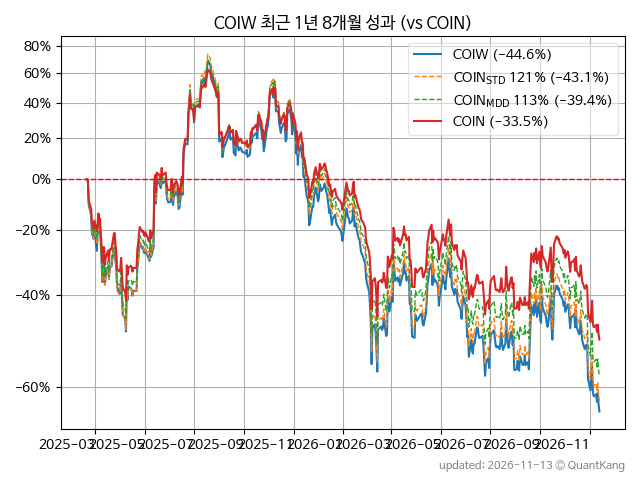 COIW 최근 1년 8개월 성과 (vs COIN)
COIW (−44.6%)
COIN_STD 121% (−43.1%)
COIN_MDD 113% (−39.4%)
COIN (−33.5%)
80%
60%
40%
20%
0%
−20%
−40%
−60%
2025-03 2025-05 2025-07 2025-09 2025-11 2026-01 2026-03 2026-05 2026-07 2026-09 2026-11
updated: 2026-11-13 © QuantKang